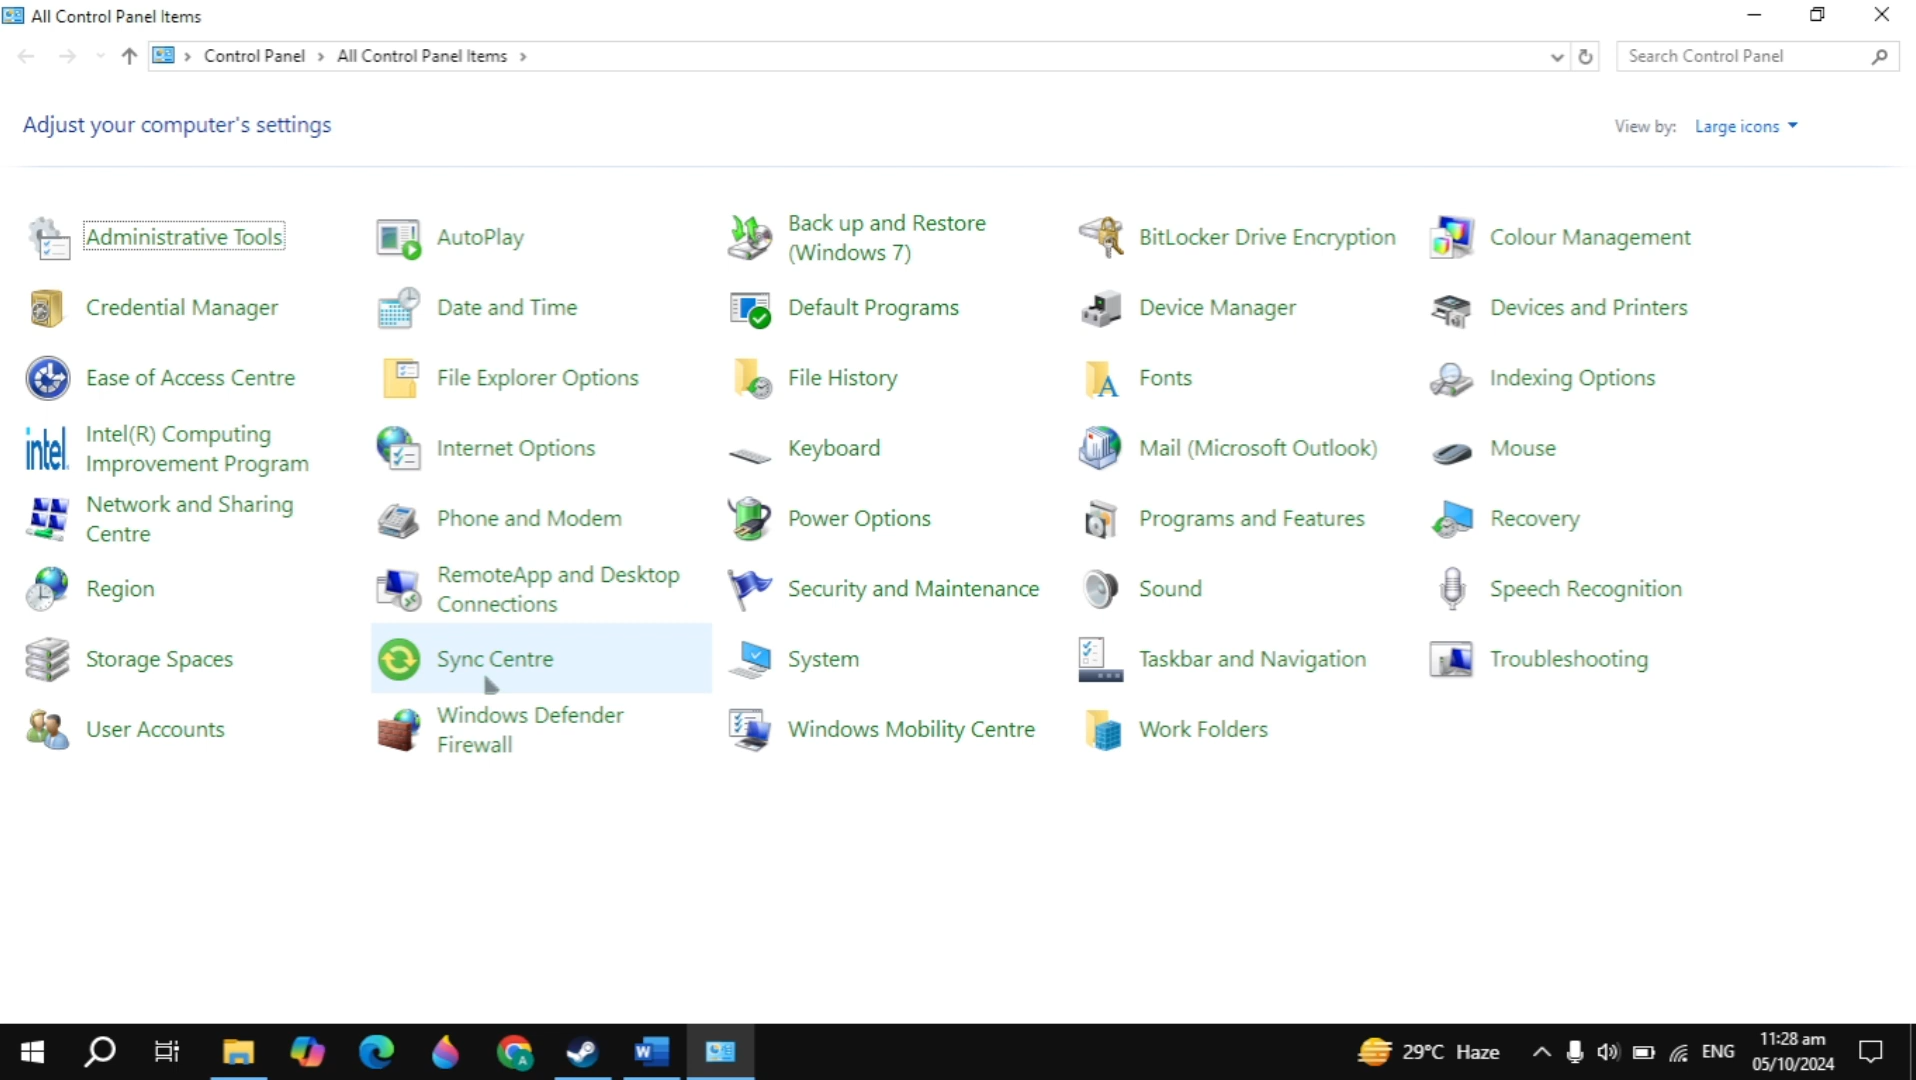 All Control Panel Items
Control Panel > All Control Panel Items >
Search Control Panel
Adjust your computer's settings
View by: Large icons
Administrative Tools
AutoPlay
Back up and Restore
(Windows 7)
BitLocker Drive Encryption
Colour Management
Credential Manager
Date and Time
Default Programs
Device Manager
Devices and Printers
Ease of Access Centre
File Explorer Options
File History
Fonts
Indexing Options
intel.
Intel(R) Computing
Improvement Program
Internet Options
Keyboard
Mail (Microsoft Outlook)
Mouse
Network and Sharing
Centre
Phone and Modem
Power Options
Programs and Features
Recovery
Region
RemoteApp and Desktop
Connections
Security and Maintenance
Sound
Speech Recognition
Storage Spaces
Sync Centre
System
Taskbar and Navigation
Troubleshooting
User Accounts
Windows Defender
Firewall
Windows Mobility Centre
Work Folders
29°C Haze
ENG
11:28 am
05/10/2024